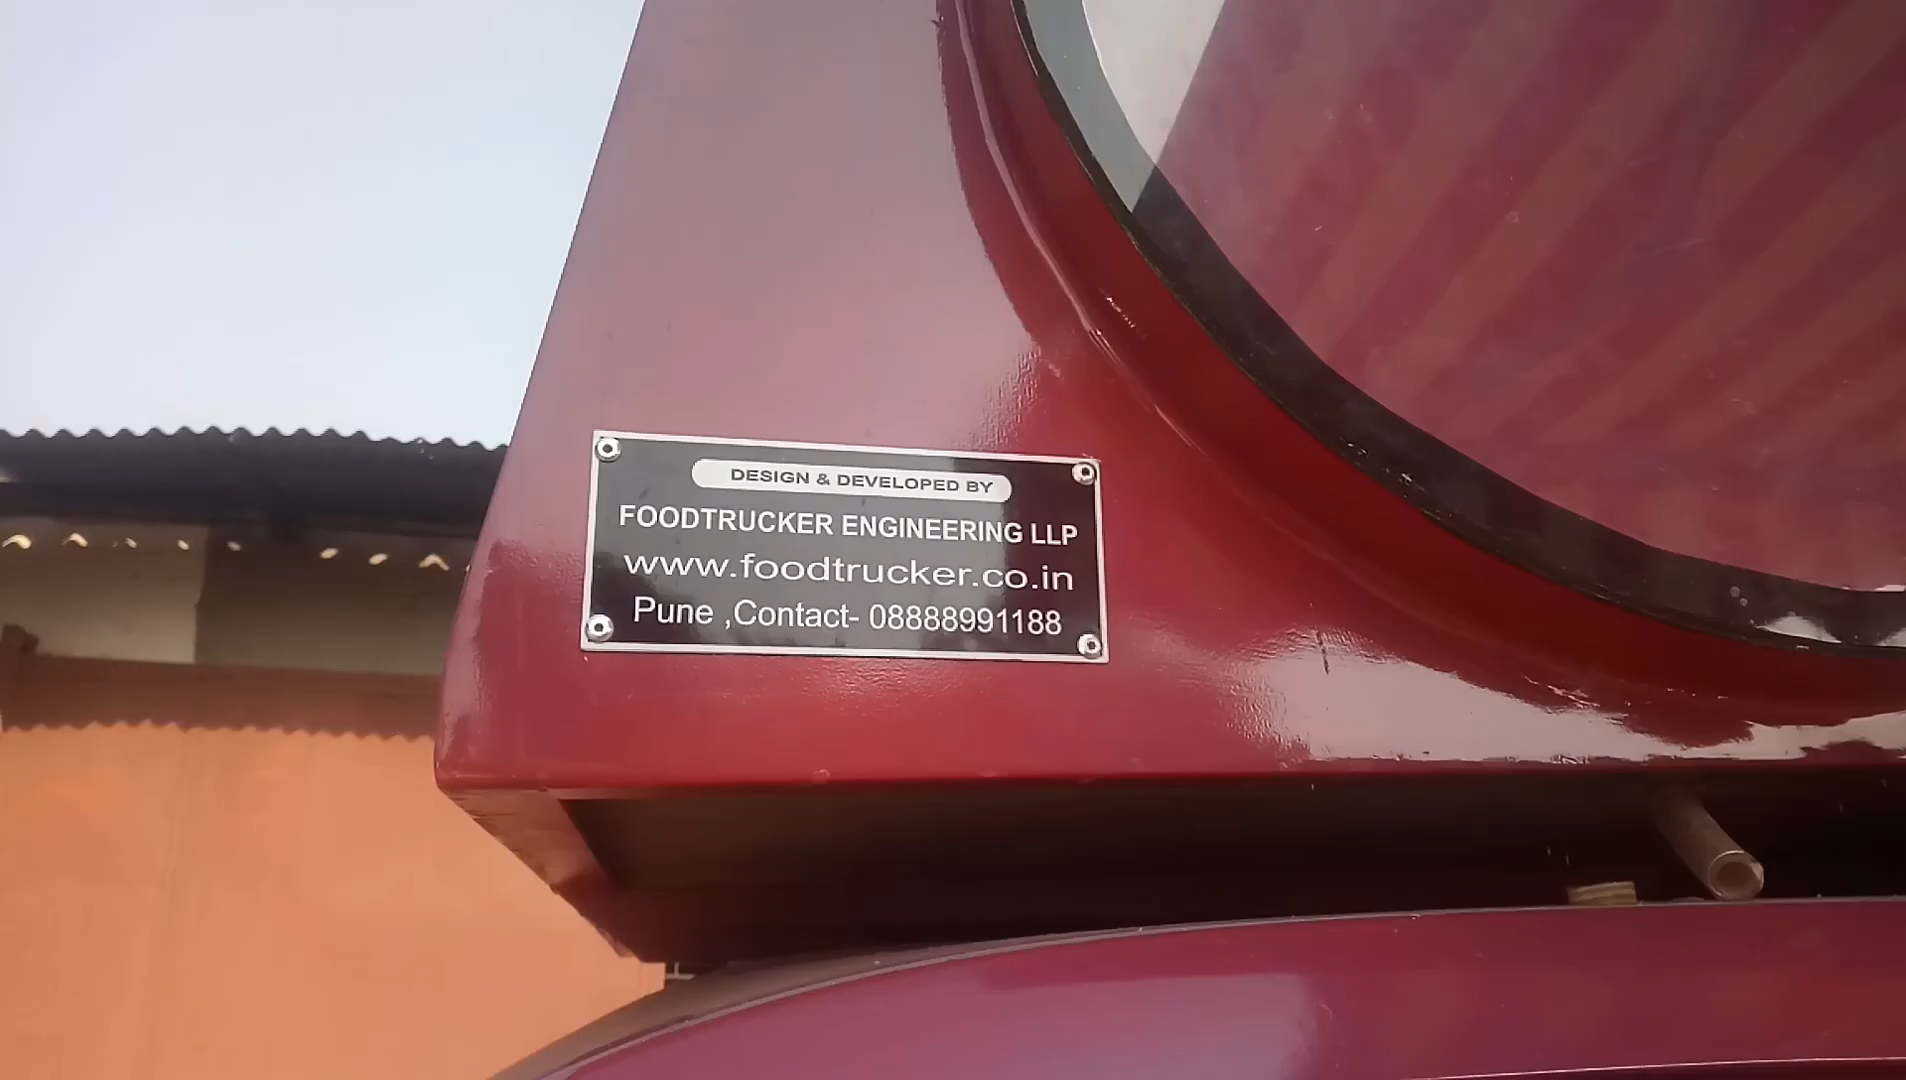 DESIGN & DEVELOPED BY
FOODTRUCKER ENGINEERING LLP
www.foodtrucker.co.in
Pune ,Contact- 08888991188